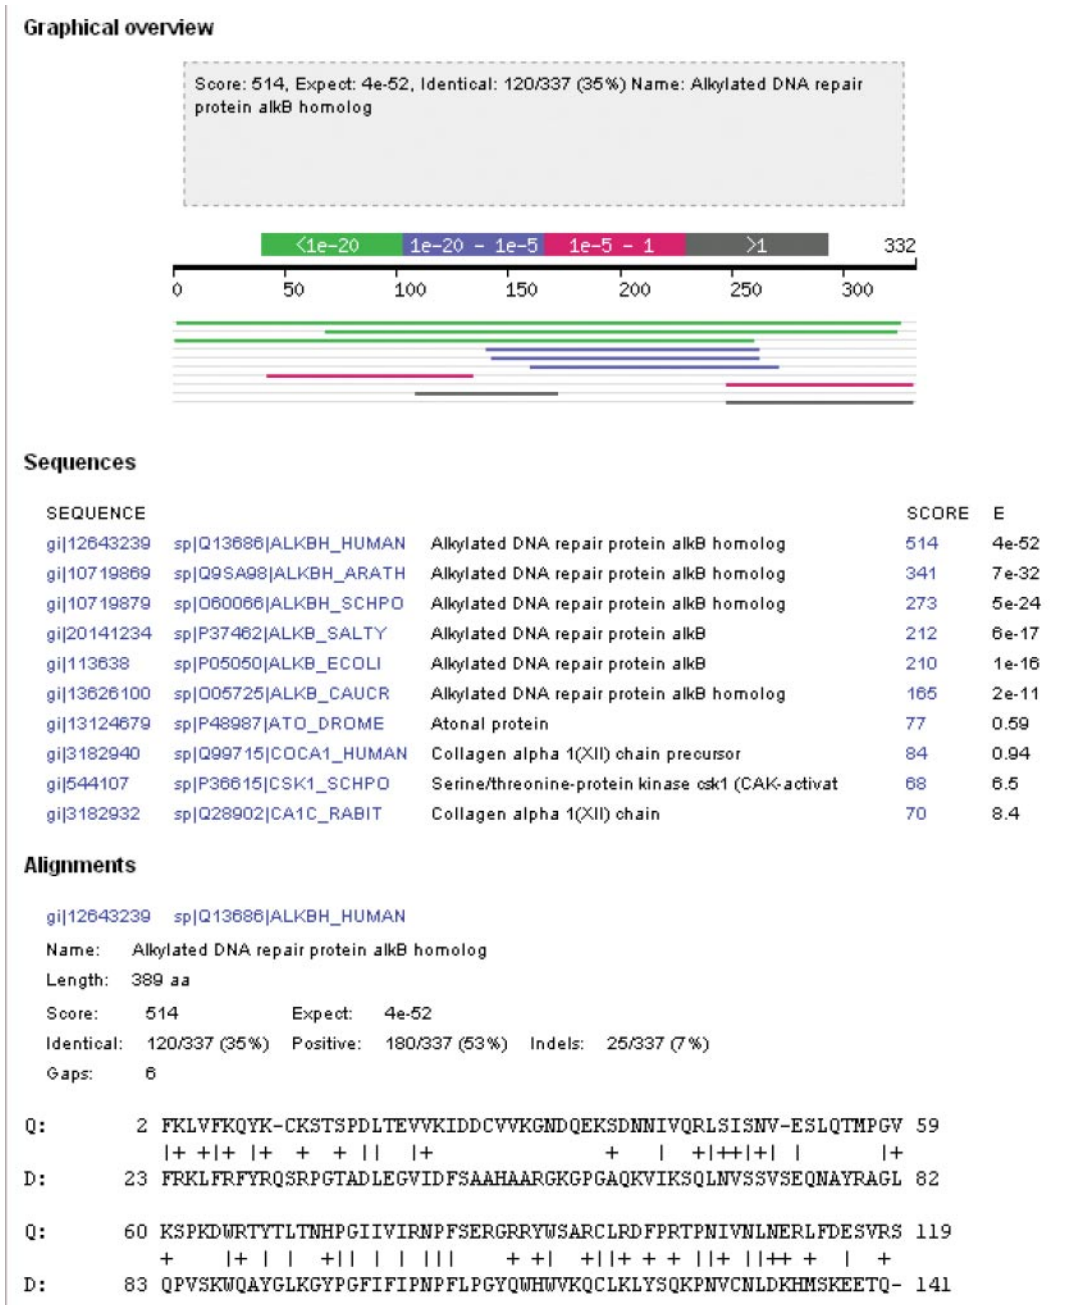 Graphical overview
Score: 514, Expect: 4e-52, Identical: 120/337 (35%) Name: Alkylated DNA repair
protein alkB homolog
<1e-20 1e-20 - 1e-5 1e-5 - 1 >1 332
0 50 100 150 200 250 300
Sequences
SEQUENCE SCORE E
gi|12643239 sp|Q13686|ALKBH_HUMAN Alkylated DNA repair protein alkB homolog 514 4e-52
gi|10719869 sp|Q9SA98|ALKBH_ARATH Alkylated DNA repair protein alkB homolog 341 7e-32
gi|10719879 sp|O60066|ALKBH_SCHPO Alkylated DNA repair protein alkB homolog 273 5e-24
gi|20141234 sp|P37462|ALKB_SALTY Alkylated DNA repair protein alkB 212 6e-17
gi|113638 sp|P05050|ALKB_ECOLI Alkylated DNA repair protein alkB 210 1e-16
gi|13626100 sp|O05725|ALKB_CAUCR Alkylated DNA repair protein alkB homolog 165 2e-11
gi|13124679 sp|P48987|ATO_DROME Atonal protein 77 0.59
gi|3182940 sp|Q99715|COCA1_HUMAN Collagen alpha 1(XII) chain precursor 84 0.94
gi|544107 sp|P36615|CSK1_SCHPO Serine/threonine-protein kinase csk1 (CAK-activat 68 6.5
gi|3182932 sp|Q28902|CA1C_RABIT Collagen alpha 1(XII) chain 70 8.4
Alignments
gi|12643239 sp|Q13686|ALKBH_HUMAN
Name: Alkylated DNA repair protein alkB homolog
Length: 389 aa
Score: 514 Expect: 4e-52
Identical: 120/337 (35%) Positive: 180/337 (53%) Indels: 25/337 (7%)
Gaps: 6
Q: 2 FKLVFKQYK-CKSTSPDLTEVVKIDDCVVKGNDQEKSDNNIVQRLSISNV-ESLQTMPGV 59
|+ +|+ |+ + + || |+ + | +|++|+| | |+
D: 23 FRKLFRFYRQSRPGTADLEGVIDFSAAHAARGKGPGAQKVIKSQLNVSSVSEQNAYRAGL 82
Q: 60 KSPKDWRTYTLTNHPGIIVIRNPFSERGRRYWSARCLRDFPRTPNIVNLNERLFDESVRS 119
+ |+ | | +|| | ||| + +| +||+ + + ||+ ||++ + | +
D: 83 QPVSKWQAYGLKGYPGFIFIPNPFLPGYQWHWVKQCLKLYSQKPNVCNLDKHMSKEETQ- 141